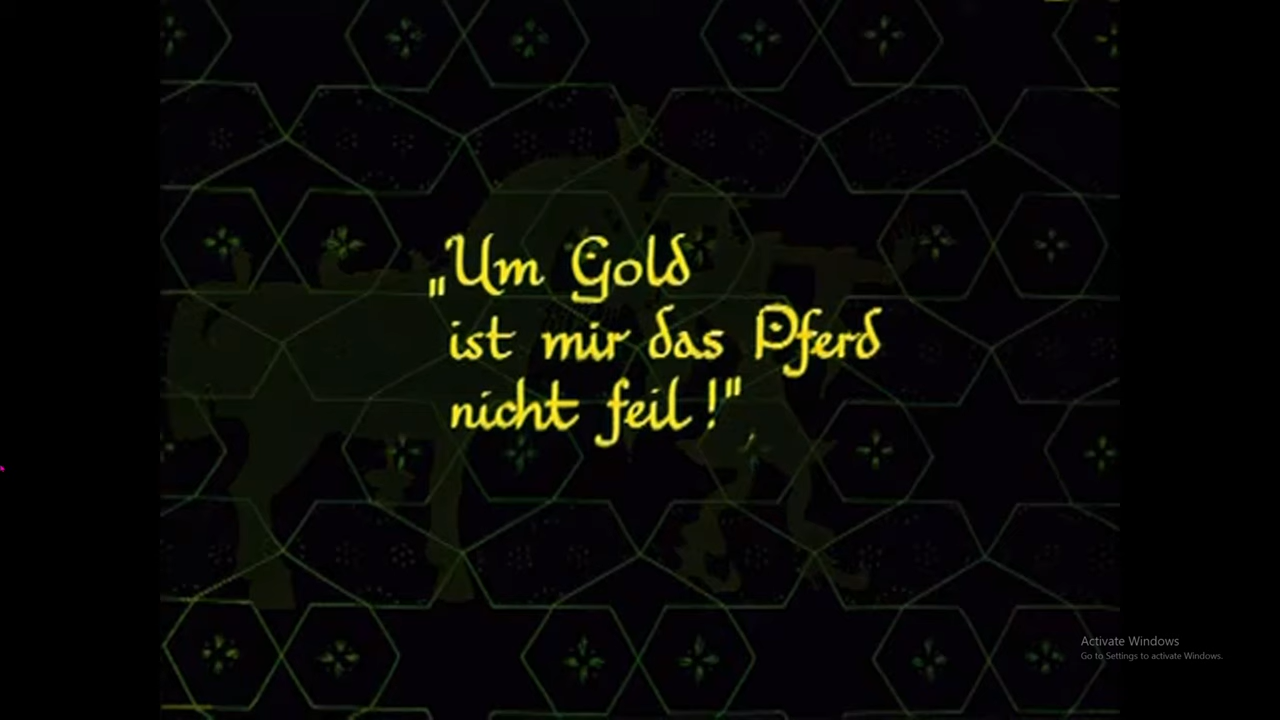 „Um Gold
ist mir das Pferd
nicht feil!"
Activate Windows
Go to Settings to activate Windows.